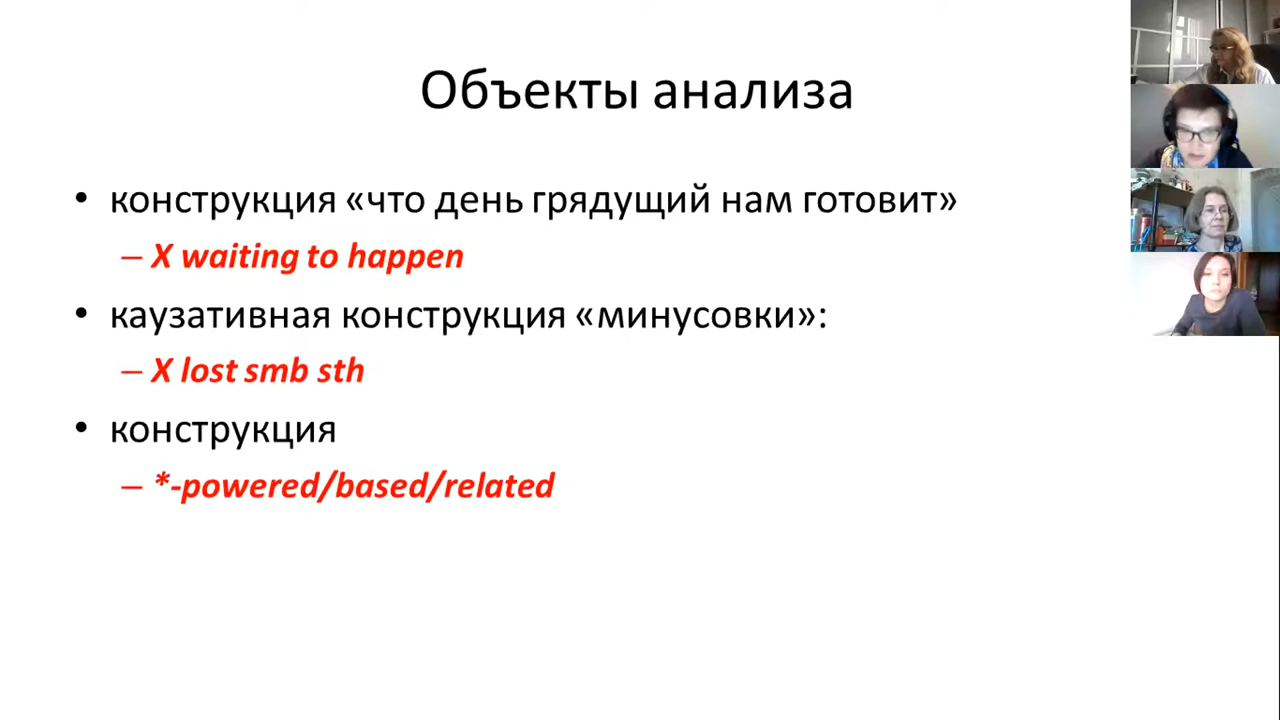 Объекты анализа
• конструкция «что день грядущий нам готовит»
– X waiting to happen
• каузативная конструкция «минусовки»:
– X lost smb sth
• конструкция
– *-powered/based/related